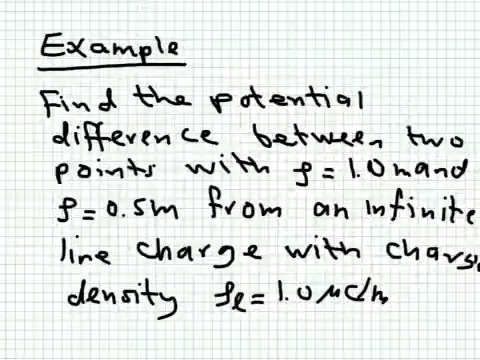 Example
Find the potential
difference between two
points with ρ = 1.0 m and
ρ = 0.5m from an infinite
line charge with charge
density ρℓ = 1.0 μC/m